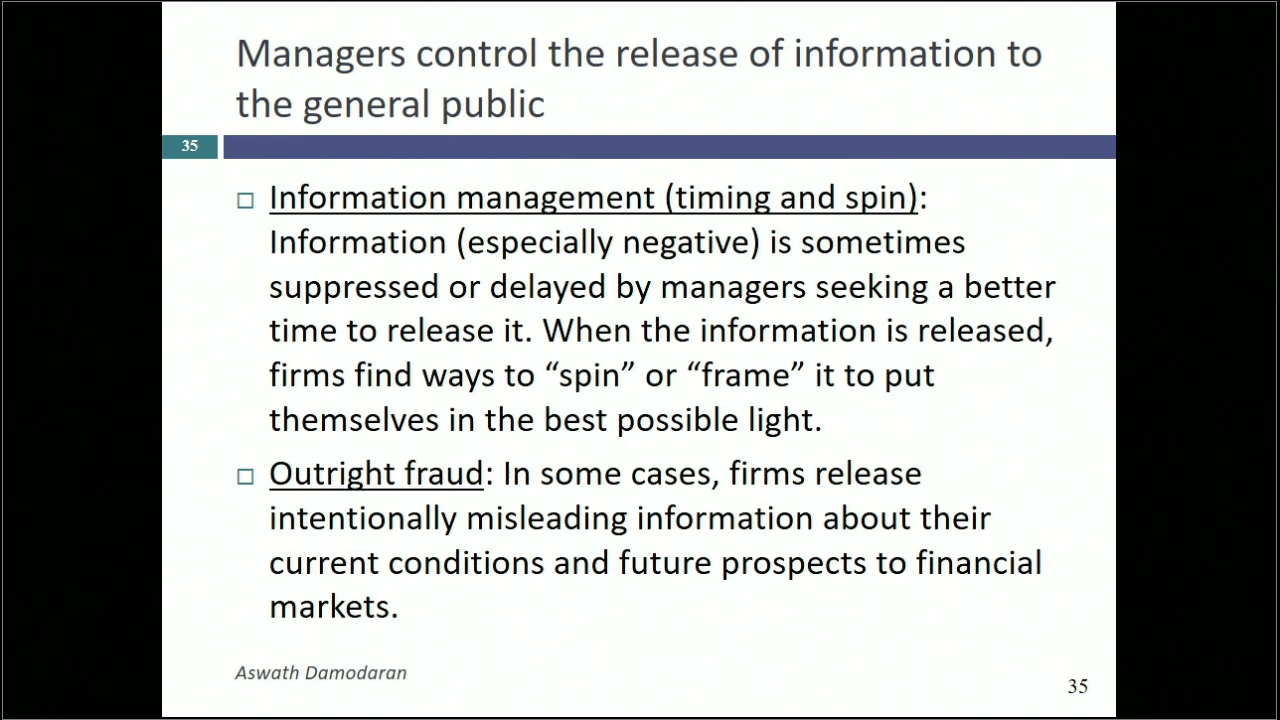 Managers control the release of information to
the general public
35
□ Information management (timing and spin):
Information (especially negative) is sometimes
suppressed or delayed by managers seeking a better
time to release it. When the information is released,
firms find ways to “spin” or “frame” it to put
themselves in the best possible light.
□ Outright fraud: In some cases, firms release
intentionally misleading information about their
current conditions and future prospects to financial
markets.
Aswath Damodaran
35